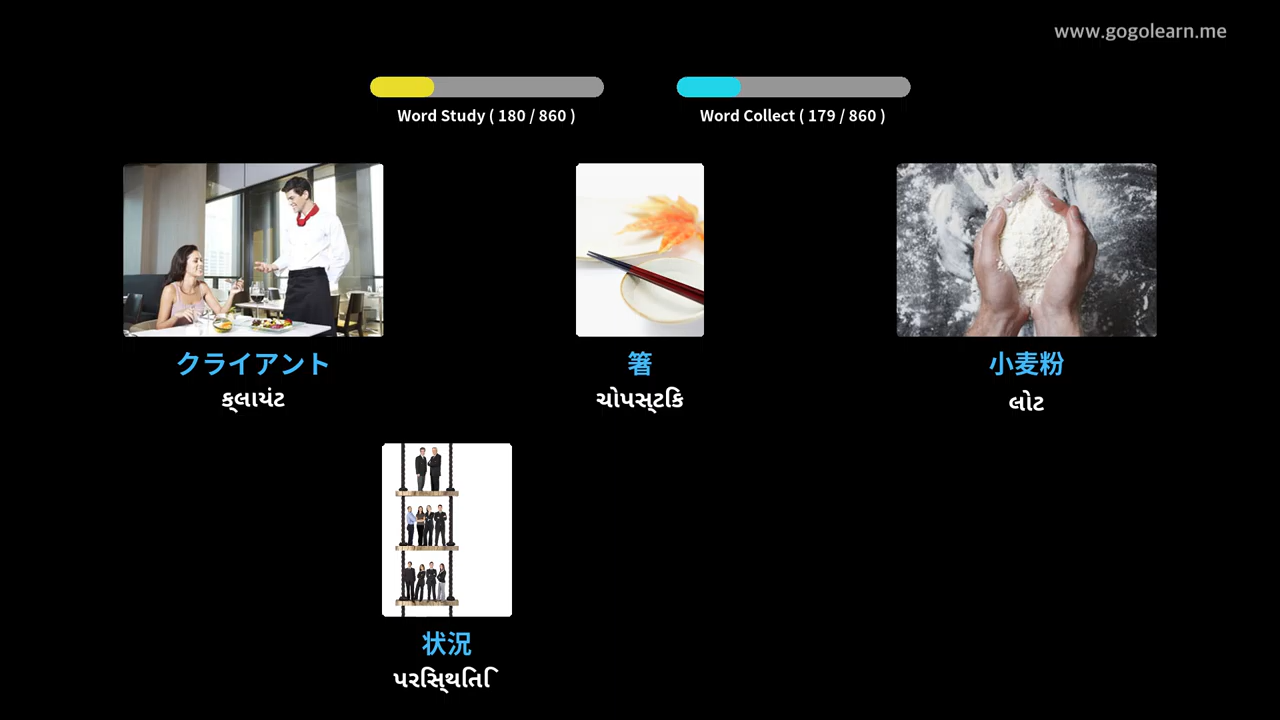 www.gogolearn.me
Word Study ( 180 / 860 )
Word Collect ( 179 / 860 )
クライアント
ક્લાયંટ
箸
ચોપસ્ટિક
小麦粉
લોટ
状況
પરિસ્થિતિ